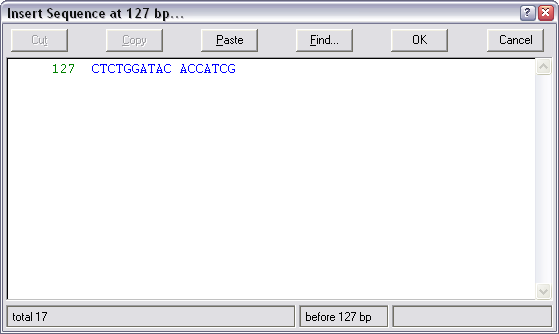 Insert Sequence at 127 bp...
Cut Copy Paste Find... OK Cancel
127 CTCTGGATAC ACCATCG
total 17 before 127 bp